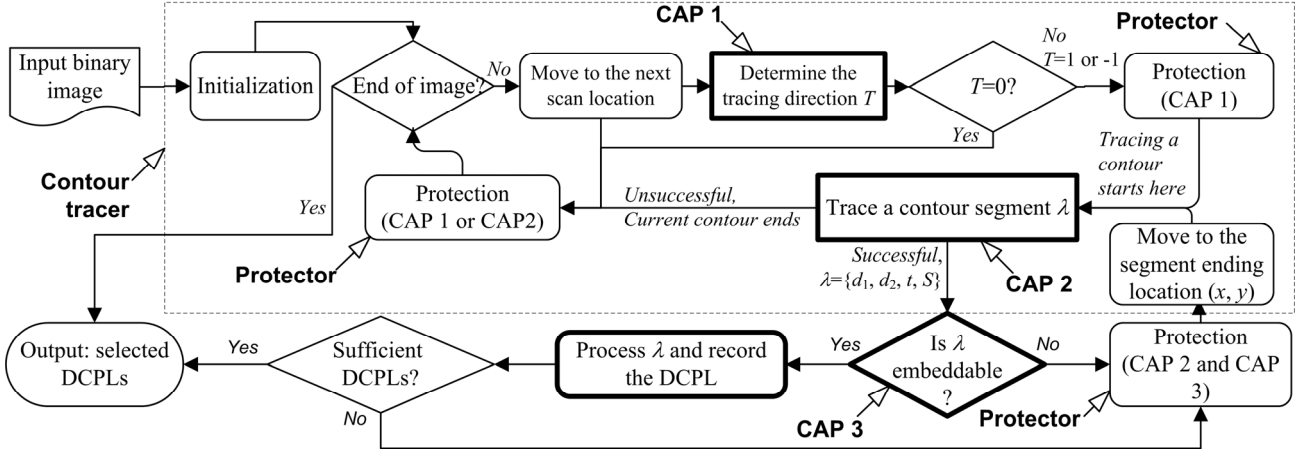 CAP 1
Protector
Input binary
image
Initialization
End of image?
No
Move to the next
scan location
Determine the
tracing direction T
T=0?
No
T=1 or -1
Protection
(CAP 1)
Yes
Tracing a
contour
starts here
Contour
tracer
Yes
Protection
(CAP 1 or CAP2)
Unsuccessful,
Current contour ends
Trace a contour segment λ
Protector
Successful,
λ={d1, d2, t, S}
CAP 2
Move to the
segment ending
location (x, y)
Output: selected
DCPLs
Yes
Sufficient
DCPLs?
No
Process λ and record
the DCPL
Yes
Is λ
embeddable
?
No
CAP 3
Protection
(CAP 2 and CAP
3)
Protector